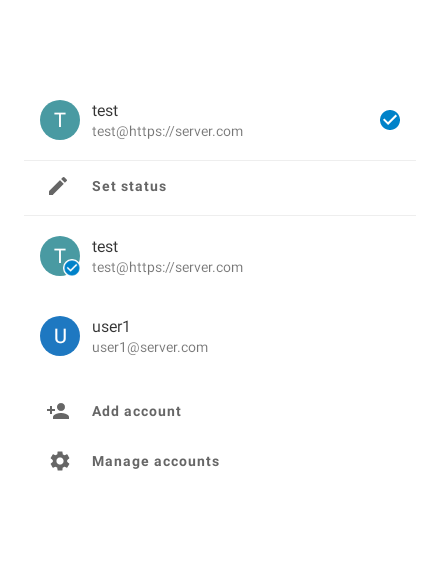 T
test
test@https://server.com
Set status
T
test
test@https://server.com
U
user1
user1@server.com
Add account
Manage accounts